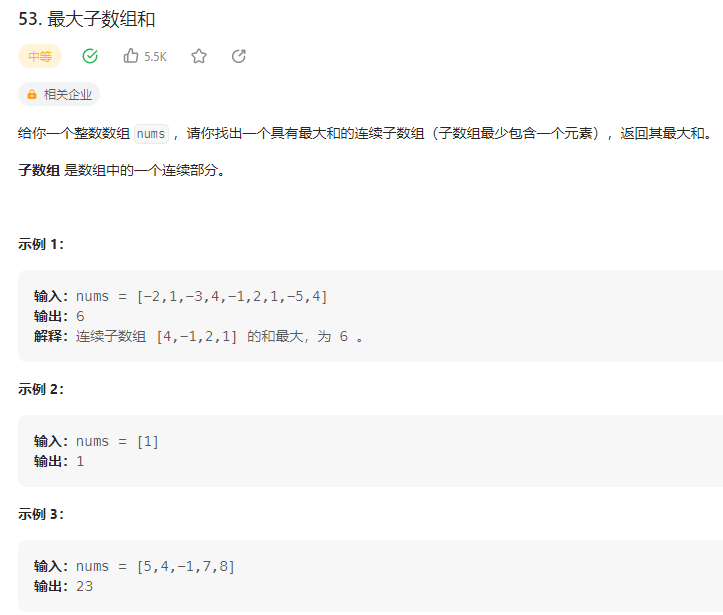 53. 最大子数组和
中等 5.5K
相关企业
给你一个整数数组 nums ，请你找出一个具有最大和的连续子数组（子数组最少包含一个元素），返回其最大和。
子数组 是数组中的一个连续部分。
示例 1：
输入：nums = [-2,1,-3,4,-1,2,1,-5,4]
输出：6
解释：连续子数组 [4,-1,2,1] 的和最大，为 6 。
示例 2：
输入：nums = [1]
输出：1
示例 3：
输入：nums = [5,4,-1,7,8]
输出：23